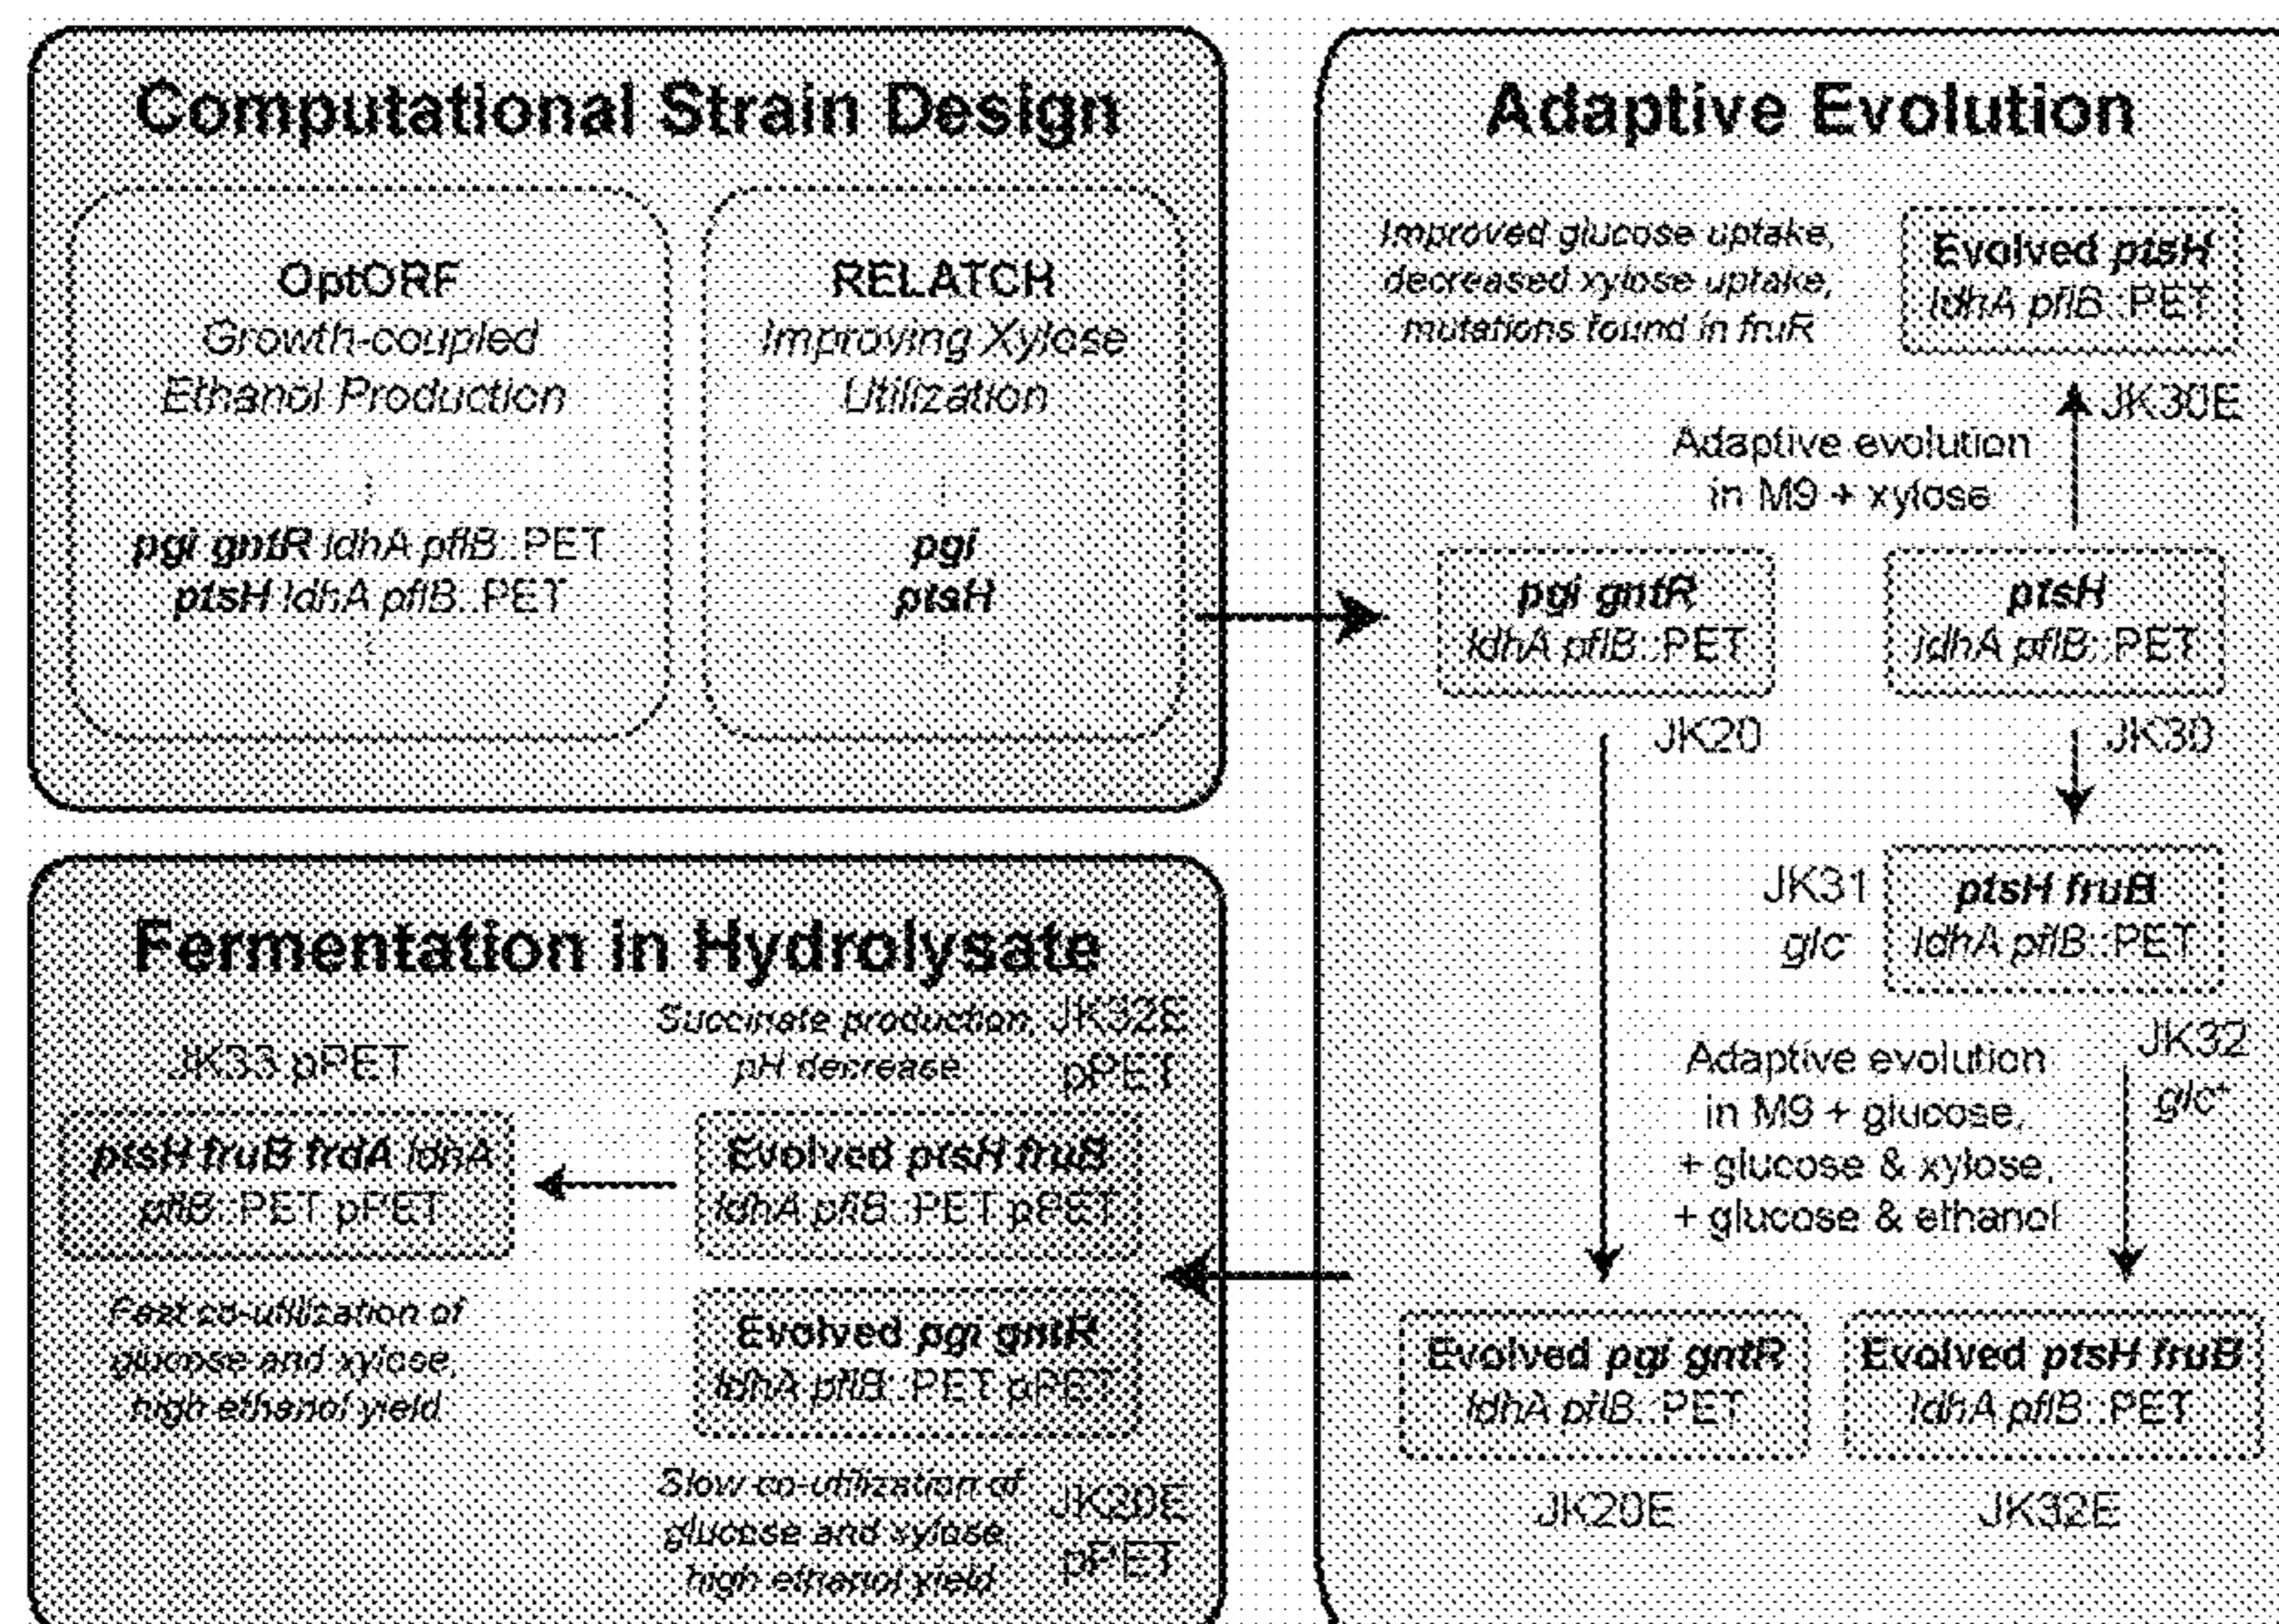 Computational Strain Design
OptORF
Growth-coupled
Ethanol Production
pgi gntR ldhA pflB::PET
ptsH ldhA pflB::PET
RELATCH
Improving Xylose
Utilization
pgi
ptsH
Adaptive Evolution
Improved glucose uptake,
decreased xylose uptake,
mutations found in fruR
Evolved ptsH
ldhA pflB::PET
JK30E
Adaptive evolution
in M9 + xylose
pgi gntR
ldhA pflB::PET
JK20
ptsH
ldhA pflB::PET
JK30
JK31
glc-
ptsH fruB
ldhA pflB::PET
JK32
glc+
Adaptive evolution
in M9 + glucose,
+ glucose & xylose,
+ glucose & ethanol
Evolved pgi gntR
ldhA pflB::PET
JK20E
Evolved ptsH fruB
ldhA pflB::PET
JK32E
Fermentation in Hydrolysate
Succinate production,
pH decrease
JK32E
pPET
JK33 pPET
Evolved ptsH fruB
ldhA pflB::PET pPET
ptsH fruB frdA ldhA
pflB::PET pPET
Fast co-utilization of
glucose and xylose,
high ethanol yield
Evolved pgi gntR
ldhA pflB::PET pPET
Slow co-utilization of
glucose and xylose,
high ethanol yield
JK20E
pPET